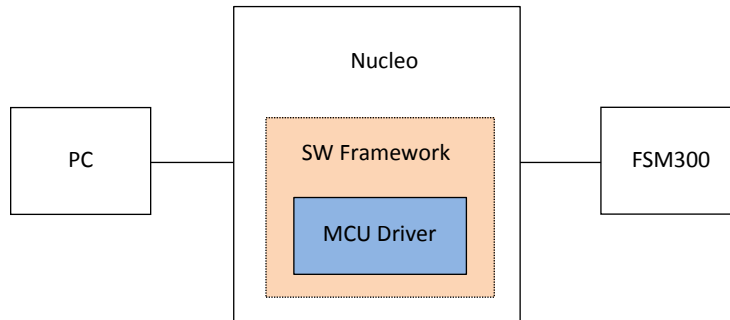 Nucleo
PC
SW Framework
FSM300
MCU Driver